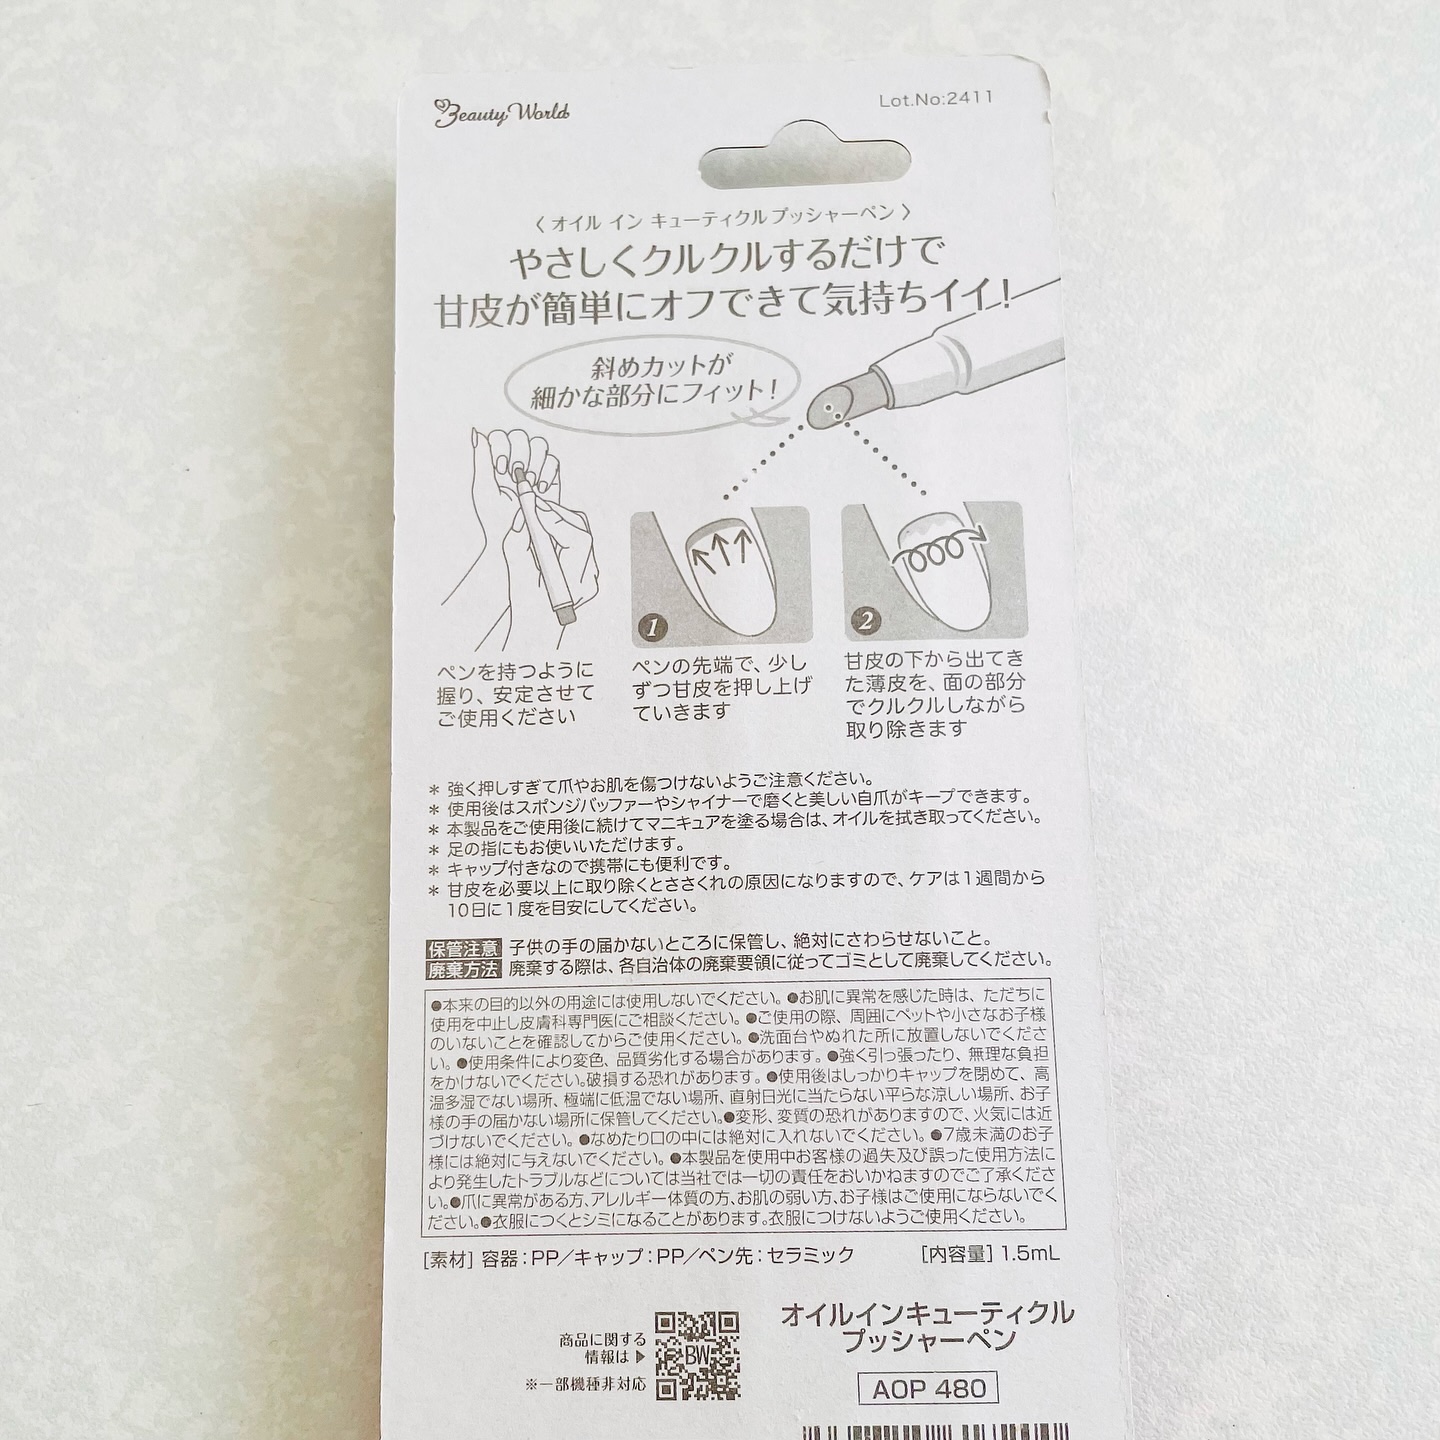 Beauty World
Lot.No:2411
〈オイル イン キューティクル プッシャーペン〉
やさしくクルクルするだけで
甘皮が簡単にオフできて気持ちイイ!
斜めカットが
細かな部分にフィット!
ペンを持つように
握り、安定させて
ご使用ください
1
ペンの先端で、少し
ずつ甘皮を押し上げ
ていきます
2
甘皮の下から出てき
た薄皮を、面の部分
でクルクルしながら
取り除きます
＊ 強く押しすぎて爪やお肌を傷つけないようご注意ください。
＊ 使用後はスポンジバッファーやシャイナーで磨くと美しい自爪がキープできます。
＊ 本製品をご使用後に続けてマニキュアを塗る場合は、オイルを拭き取ってください。
＊ 足の指にもお使いいただけます。
＊ キャップ付きなので携帯にも便利です。
＊ 甘皮を必要以上に取り除くとささくれの原因になりますので、ケアは1週間から
10日に1度を目安にしてください。
保管注意 子供の手の届かないところに保管し、絶対にさわらせないこと。
廃棄方法 廃棄する際は、各自治体の廃棄要領に従ってゴミとして廃棄してください。
●本来の目的以外の用途には使用しないでください。●お肌に異常を感じた時は、ただちに
使用を中止し皮膚科専門医にご相談ください。●ご使用の際、周囲にペットや小さなお子様
のいないことを確認してからご使用ください。●洗面台やぬれた所に放置しないでくださ
い。●使用条件により変色、品質劣化する場合があります。●強く引っ張ったり、無理な負担
をかけないでください。破損する恐れがあります。●使用後はしっかりキャップを閉めて、高
温多湿でない場所、極端に低温でない場所、直射日光に当たらない平らな涼しい場所、お子
様の手の届かない場所に保管してください。●変形、変質の恐れがありますので、火気には近
づけないでください。●なめたり口の中には絶対に入れないでください。●7歳未満のお子
様には絶対に与えないでください。●本製品を使用中お客様の過失及び誤った使用方法に
より発生したトラブルなどについては当社では一切の責任をおいかねますのでご了承くださ
い。●爪に異常がある方、アレルギー体質の方、お肌の弱い方、お子様はご使用にならないでく
ださい。●衣服につくとシミになることがあります。衣服につけないようご使用ください。
[素材] 容器：PP／キャップ：PP／ペン先：セラミック [内容量] 1.5mL
商品に関する
情報は▶
※一部機種非対応
BW
オイルインキューティクル
プッシャーペン
AOP 480